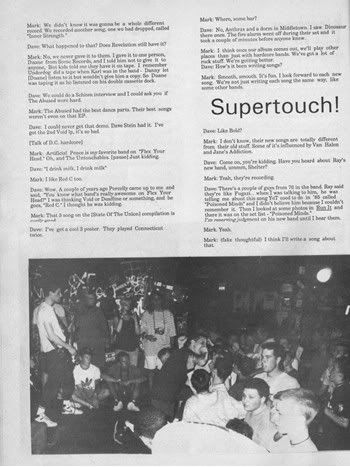 Mark: We didn't know it was gonna be a whole different
record. We recorded another song, one we had dropped, called
"Inner Strength."
Dave: What happened to that? Does Revelation still have it?
Mark: No, we never gave it to them. I gave it to one person,
Duane from Some Records, and I told him not to give it to
anyone. But kids told me they have it on tape. I remember
Underdog did a tape when Karl was in the band. Danny let
[Duane] listen to it but wouldn't give him a copy. So Duane
was taping it as he listened on his double cassette deck.
Dave: We could do a Schism interview and I could ask you if
The Abused were hard.
Mark: The Abused had the best dance parts. Their best songs
weren't even on that EP.
Dave: I could never get that demo. Dave Stein had it. I've
got the 2nd Void lp, it's so bad.
[Talk of D.C. hardcore]
Mark: Artificial Peace is my favorite band on "Flex Your
Head." Oh, and The Untouchables. [pause] Just kidding.
Dave: "I drink milk, I drink milk"
Mark: I like Red C too.
Dave: Wow. A couple of years ago Porcelly came up to me and
said, "You know what band's really awesome on 'Flex Your
Head?'" I was thinking Void or Deadline or something, and he
goes, "Red C." I thought he was kidding.
Mark: That 3 song on the [State Of The Union] compilation is
really good.
Dave: I've got a cool 3 poster. They played Connecticut
twice.
Mark: Where, some bar?
Dave: No, Anthrax and a dorm in Middletown. I saw Dinosaur
there once. The fire alarm went off during their set and it
took a couple of minutes before anyone knew.
Mark: I think once our album comes out, we'll play other
places than just with hardcore bands. We've got a lot of
rock stuff. We're getting better.
Dave: How's it been writing songs?
Mark: Smooth, smooth. It's fun. I look forward to each new
song. We're not just writing each song the same way, like
some other bands.
Supertouch!
Dave: Like Bold?
Mark: I don't know, their new songs are totally different
from their old stuff. Some of it's influenced by Van Halen
and Jane's Addiction.
Dave: Come on, you're kidding. Have you heard about Ray's
new band, ummm, Shelter?
Mark: Yeah, they're recording.
Dave: There's a couple of guys from 76 in the band. Ray said
they're like Fugazi. when I was talking to him, he was
telling me about this song YoT used to do in '85 called
"Poisoned Minds" and I didn't believe him because I wouldn't
remember it. Then I looked at some photos in Run It and
there it was on the set list - "Poisoned Minds."
I'm reserving judgment on his new band until I hear them.
Mark: Yeah.
Mark: (fake thoughtful) I think I'll write a song about
that.